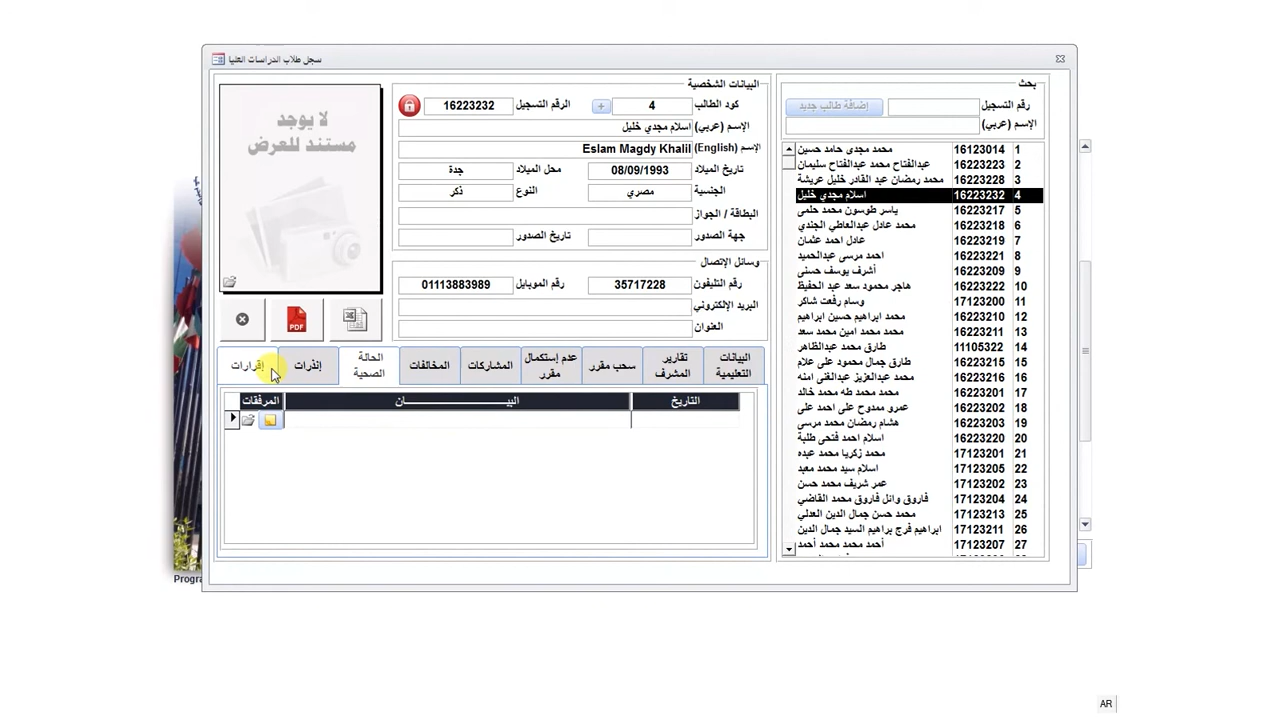 سجل طلاب الدراسات العليا
بحث
رقم التسجيل
إضافة طالب جديد
الإسم (عربي)
1 16123014 محمد مجدى حامد حسين
2 16223223 عبدالفتاح محمد عبدالفتاح سليمان
3 16223228 محمد رمضان عبد القادر خليل عريشة
4 16223232 اسلام مجدي خليل
5 16223217 ياسر طوسون محمد حلمى
6 16223218 محمد عادل عبدالعاطي الجندي
7 16223219 عادل احمد عثمان
8 16223221 احمد مرسى عبدالحميد
9 16223209 أشرف يوسف حسنى
10 16223222 هاجر محمود سعد عبد الحفيظ
11 17123200 وسام رفعت شاكر
12 16223210 محمد ابراهيم حسين ابراهيم
13 16223211 محمد محمد امين محمد سعد
14 11105322 طارق محمد عبدالظاهر
15 16223215 طارق جمال محمود على علام
16 16223216 محمد عبدالعزيز عبدالغنى امنه
17 16223201 محمد محمد طه محمد خالد
18 16223202 عمرو ممدوح على احمد على
19 16223203 هشام رمضان محمد مرسى
20 16223220 اسلام احمد فتحى طلبة
21 17123201 محمد زكريا محمد عبده
22 17123205 اسلام سيد محمد معبد
23 17123202 عمر شريف محمد حسن
24 17123204 فاروق وائل فاروق محمد القاضي
25 17123213 محمد حسن جمال الدين العدلي
26 17123211 ابراهيم فرج براهيم السيد جمال الدين
27 17123207 أحمد محمد محمد أحمد
البيانات الشخصية
كود الطالب 4 + الرقم التسجيل 16223232
الإسم (عربي) اسلام مجدي خليل
الإسم (English) Eslam Magdy Khalil
تاريخ الميلاد 08/09/1993 محل الميلاد جدة
الجنسية مصري النوع ذكر
البطاقة / الجواز
جهة الصدور تاريخ الصدور
وسائل الإتصال
رقم التليفون 35717228 رقم الموبايل 01113883989
البريد الإلكتروني
العنوان
لا يوجد
مستند للعرض
PDF
البيانات التعليمية
تقارير المشرف
سحب مقرر
عدم إستكمال مقرر
المشاركات
المخالفات
الحالة الصحية
إنذرات
إقرارات
التاريخ البيـــــان المرفقات
Progra
AR